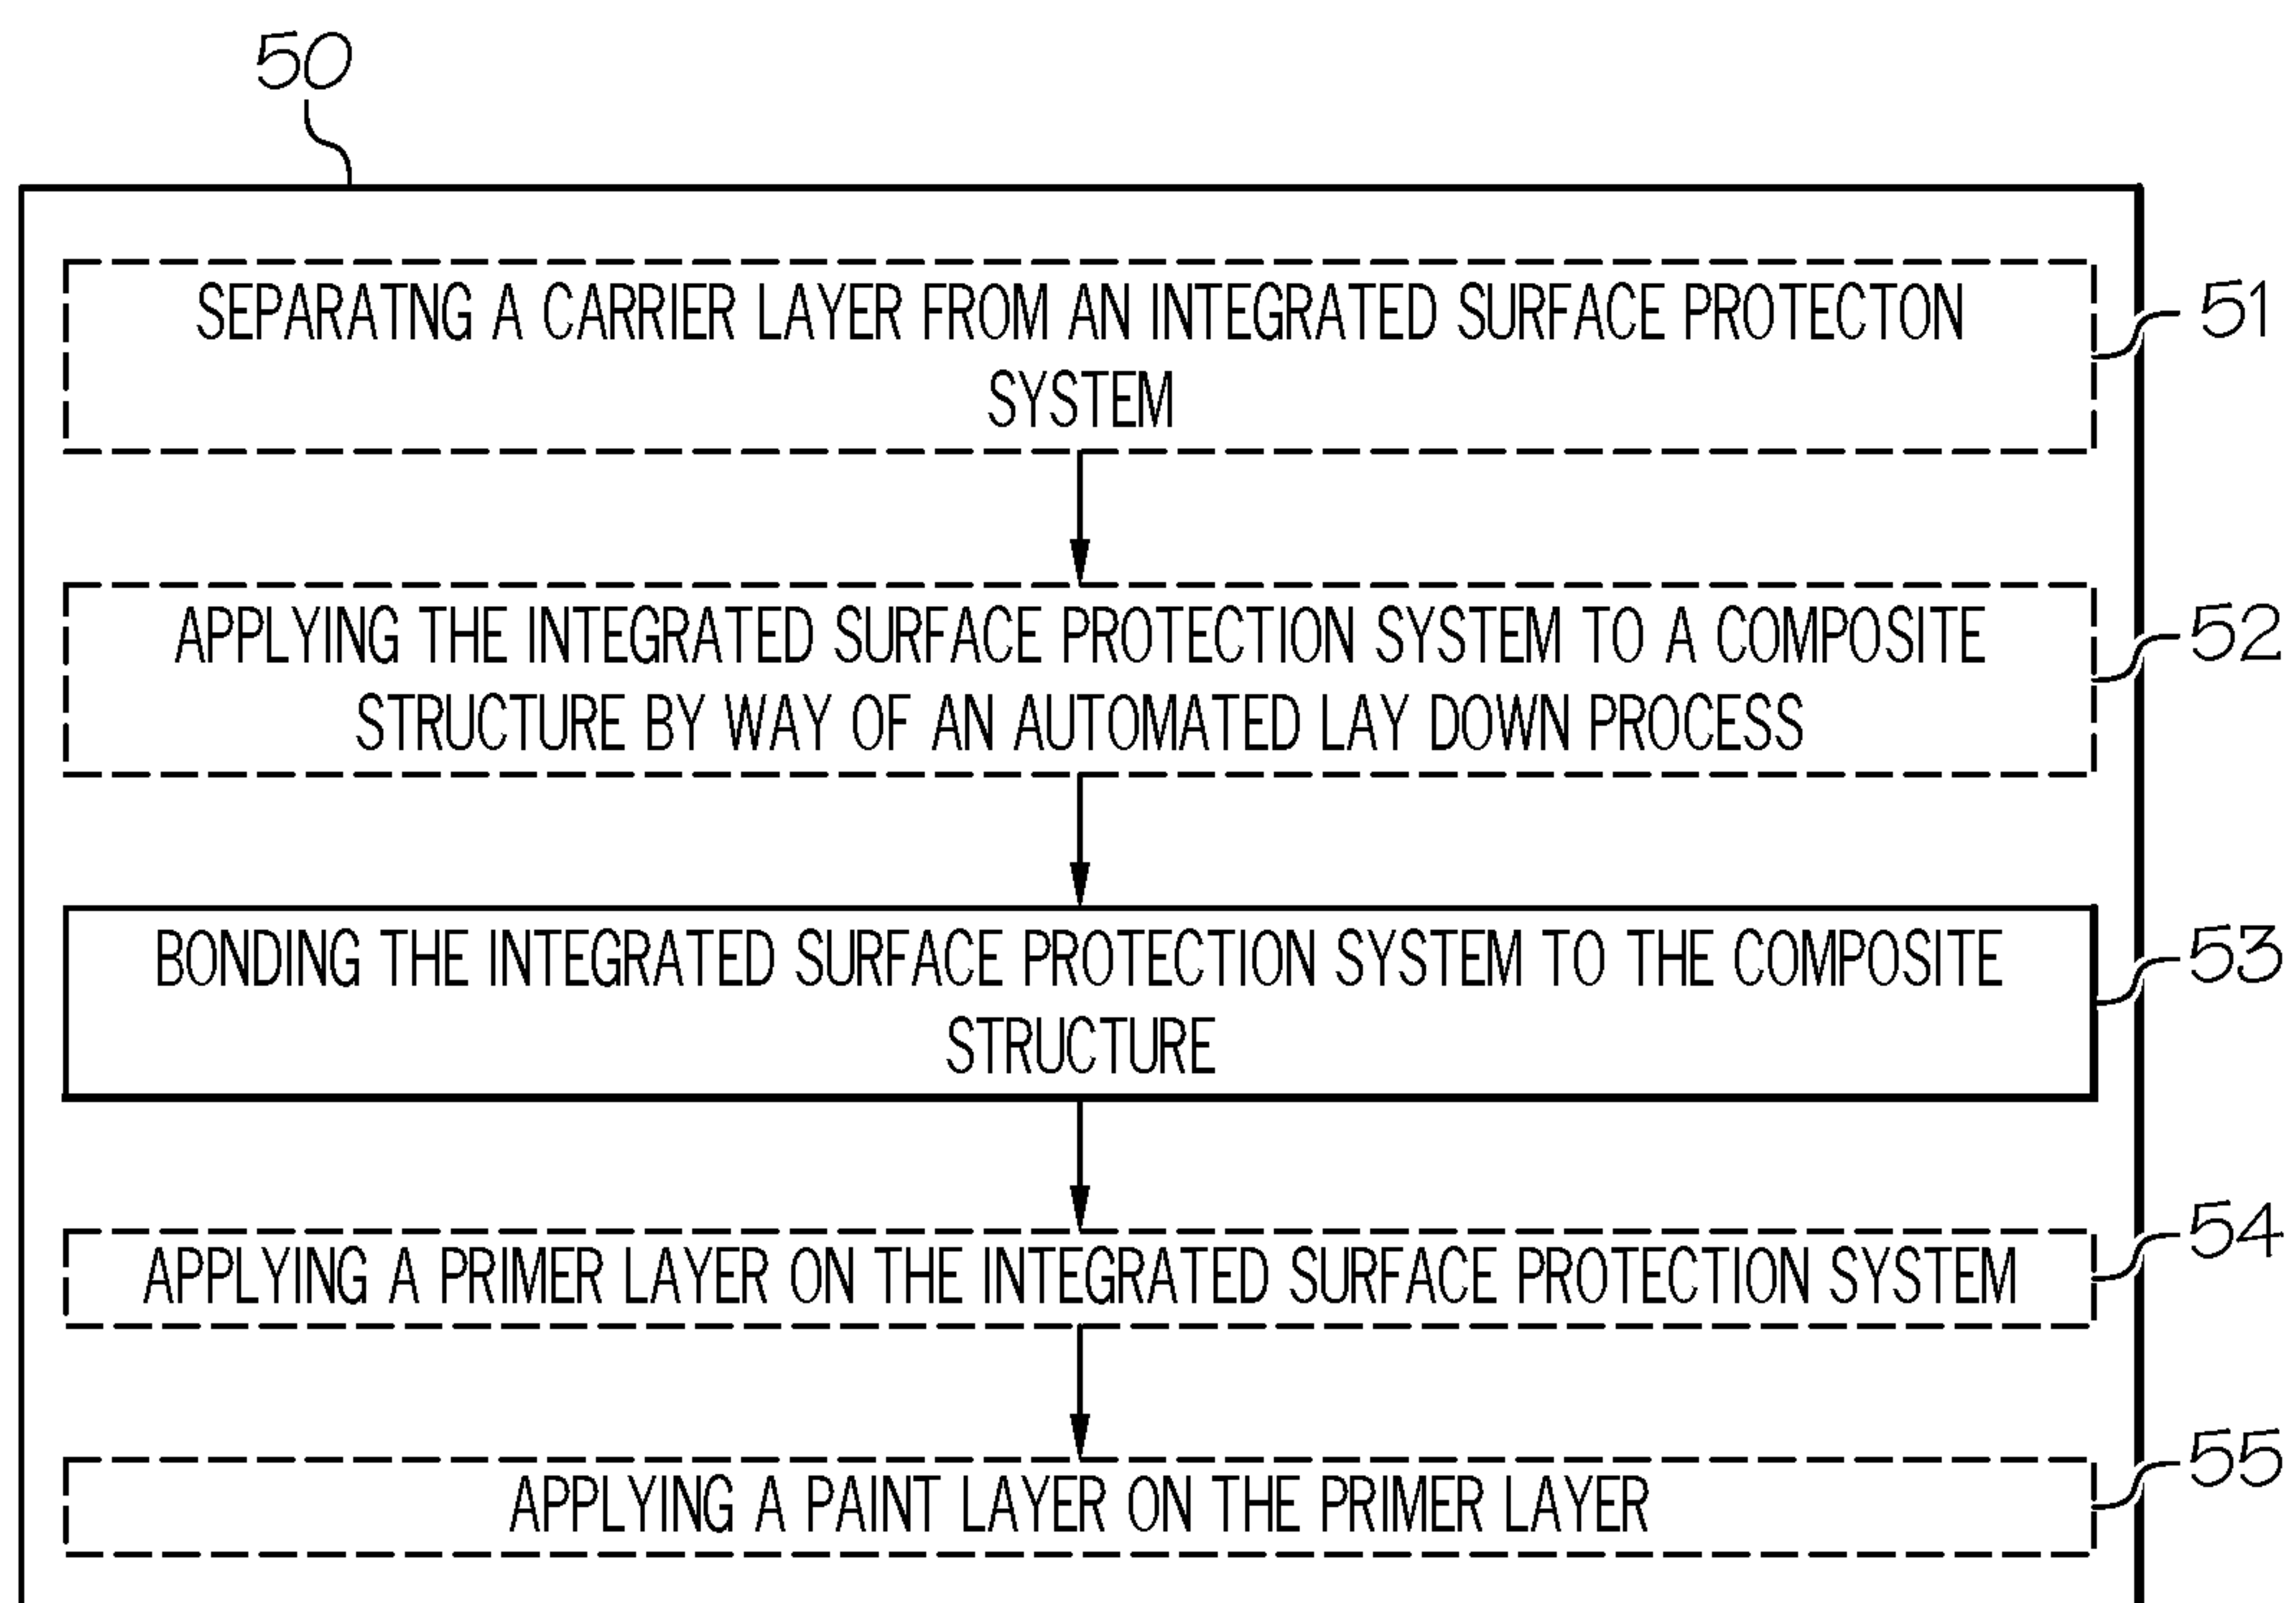 50
SEPARATNG A CARRIER LAYER FROM AN INTEGRATED SURFACE PROTECTON
SYSTEM
51
APPLYING THE INTEGRATED SURFACE PROTECTION SYSTEM TO A COMPOSITE
STRUCTURE BY WAY OF AN AUTOMATED LAY DOWN PROCESS
52
BONDING THE INTEGRATED SURFACE PROTECTION SYSTEM TO THE COMPOSITE
STRUCTURE
53
APPLYING A PRIMER LAYER ON THE INTEGRATED SURFACE PROTECTION SYSTEM
54
APPLYING A PAINT LAYER ON THE PRIMER LAYER
55